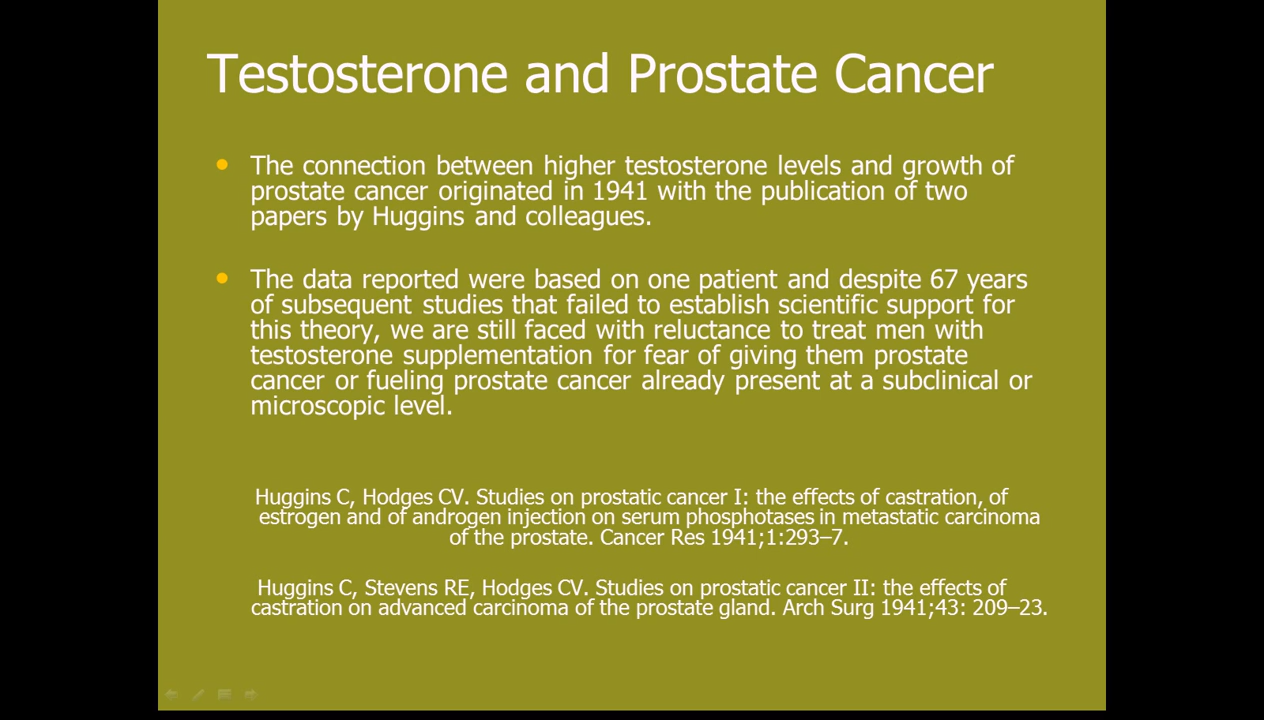 Testosterone and Prostate Cancer
The connection between higher testosterone levels and growth of
prostate cancer originated in 1941 with the publication of two
papers by Huggins and colleagues.
The data reported were based on one patient and despite 67 years
of subsequent studies that failed to establish scientific support for
this theory, we are still faced with reluctance to treat men with
testosterone supplementation for fear of giving them prostate
cancer or fueling prostate cancer already present at a subclinical or
microscopic level.
Huggins C, Hodges CV. Studies on prostatic cancer I: the effects of castration, of
estrogen and of androgen injection on serum phosphotases in metastatic carcinoma
of the prostate. Cancer Res 1941;1:293–7.
Huggins C, Stevens RE, Hodges CV. Studies on prostatic cancer II: the effects of
castration on advanced carcinoma of the prostate gland. Arch Surg 1941;43: 209–23.